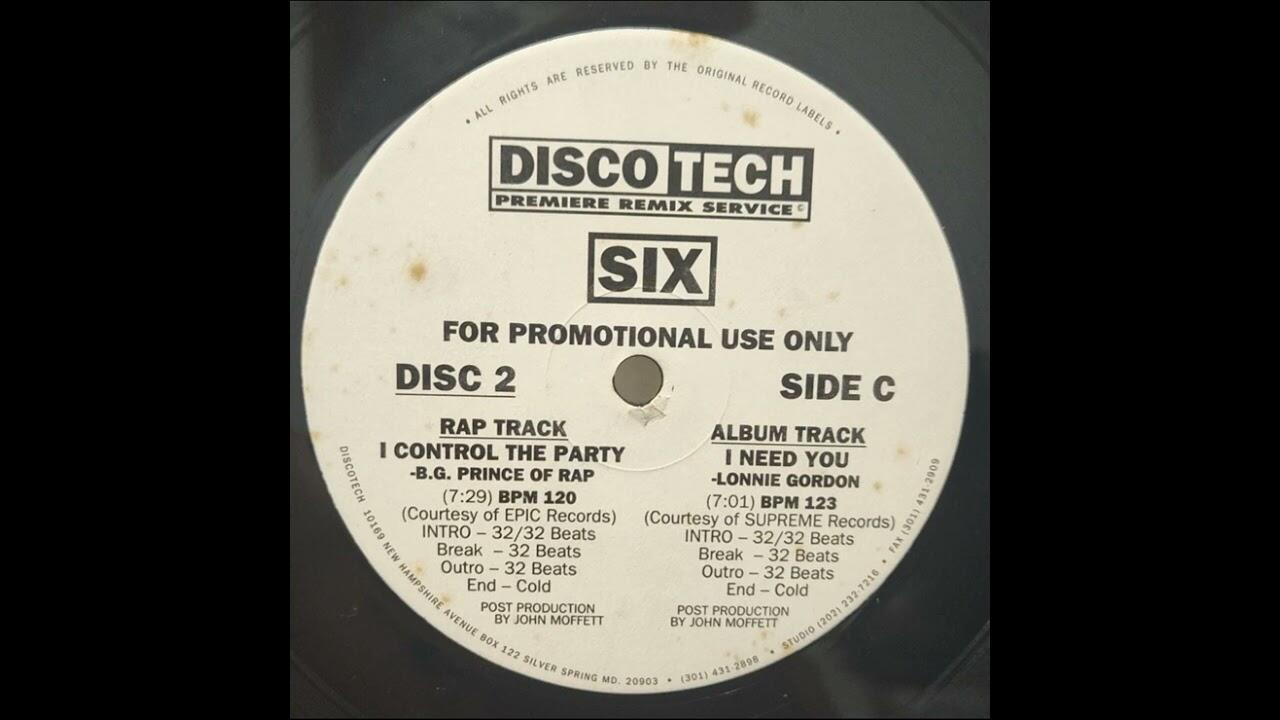 • ALL RIGHTS ARE RESERVED BY THE ORIGINAL RECORD LABELS •
DISCOTECH
PREMIERE REMIX SERVICE©
SIX
FOR PROMOTIONAL USE ONLY
DISC 2
SIDE C
RAP TRACK
I CONTROL THE PARTY
-B.G. PRINCE OF RAP
(7:29) BPM 120
(Courtesy of EPIC Records)
INTRO – 32/32 Beats
Break – 32 Beats
Outro – 32 Beats
End – Cold
POST PRODUCTION
BY JOHN MOFFETT
ALBUM TRACK
I NEED YOU
-LONNIE GORDON
(7:01) BPM 123
(Courtesy of SUPREME Records)
INTRO – 32/32 Beats
Break – 32 Beats
Outro – 32 Beats
End – Cold
POST PRODUCTION
BY JOHN MOFFETT
DISCOTECH 10169 NEW HAMPSHIRE AVENUE BOX 122 SILVER SPRING MD. 20903 • (301) 431-2898 • STUDIO (202) 232-7216 • FAX (301) 431-2909